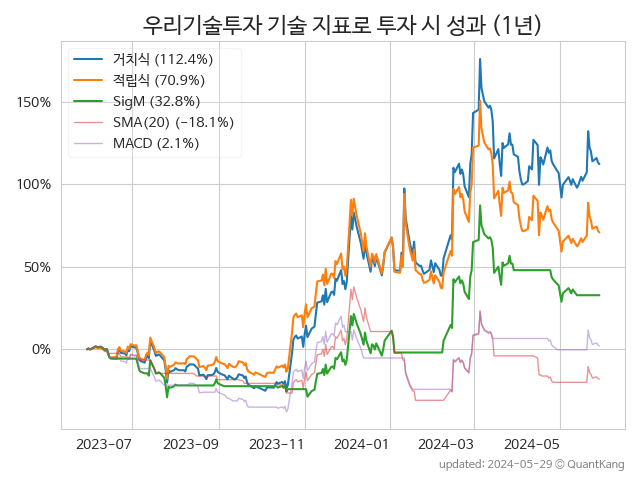 우리기술투자 기술 지표로 투자 시 성과 (1년)
거치식 (112.4%)
적립식 (70.9%)
SigM (32.8%)
SMA(20) (-18.1%)
MACD (2.1%)
150%
100%
50%
0%
2023-07 2023-09 2023-11 2024-01 2024-03 2024-05
updated: 2024-05-29 © QuantKang